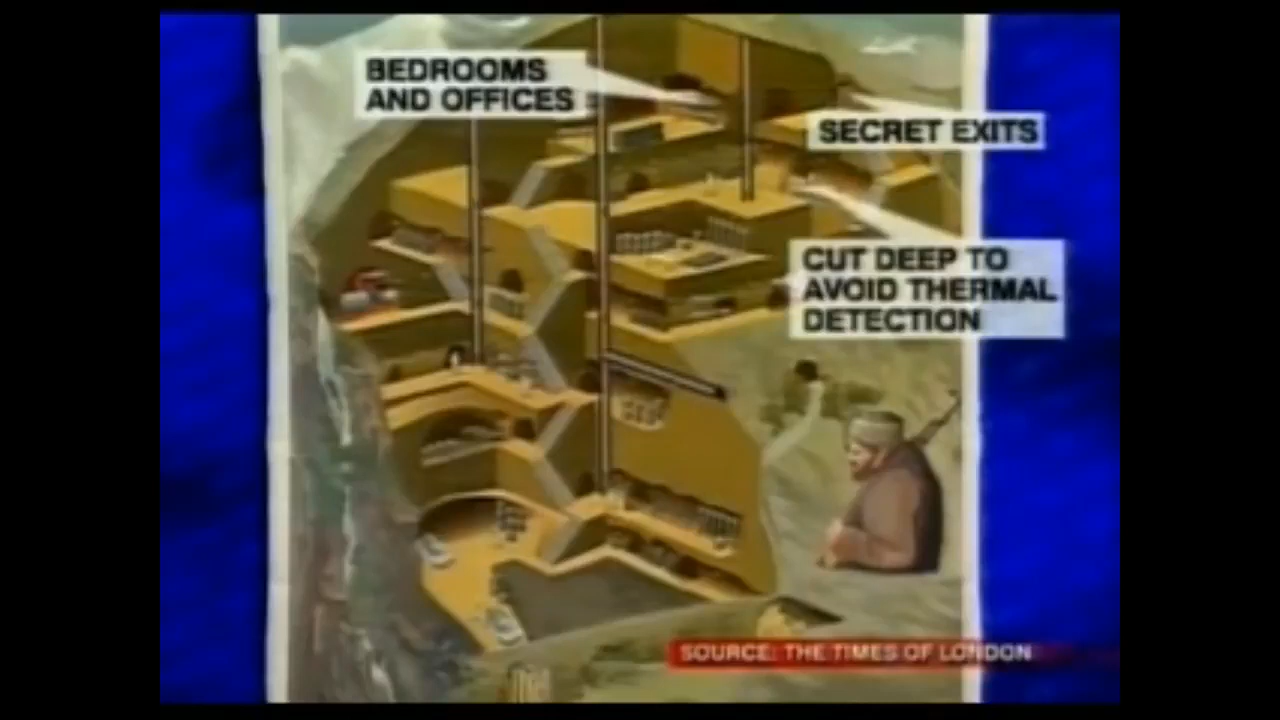 BEDROOMS
AND OFFICES
SECRET EXITS
CUT DEEP TO
AVOID THERMAL
DETECTION
SOURCE: THE TIMES OF LONDON